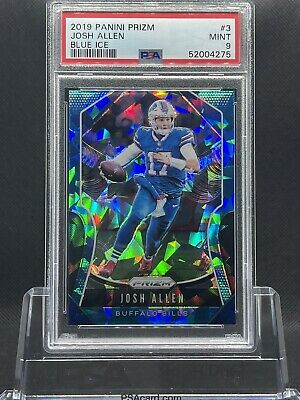 2019 PANINI PRIZM #3
JOSH ALLEN MINT
BLUE ICE PSA 9
52004275
17
PRIZM
JOSH ALLEN
BUFFALO BILLS
PSAcard.com